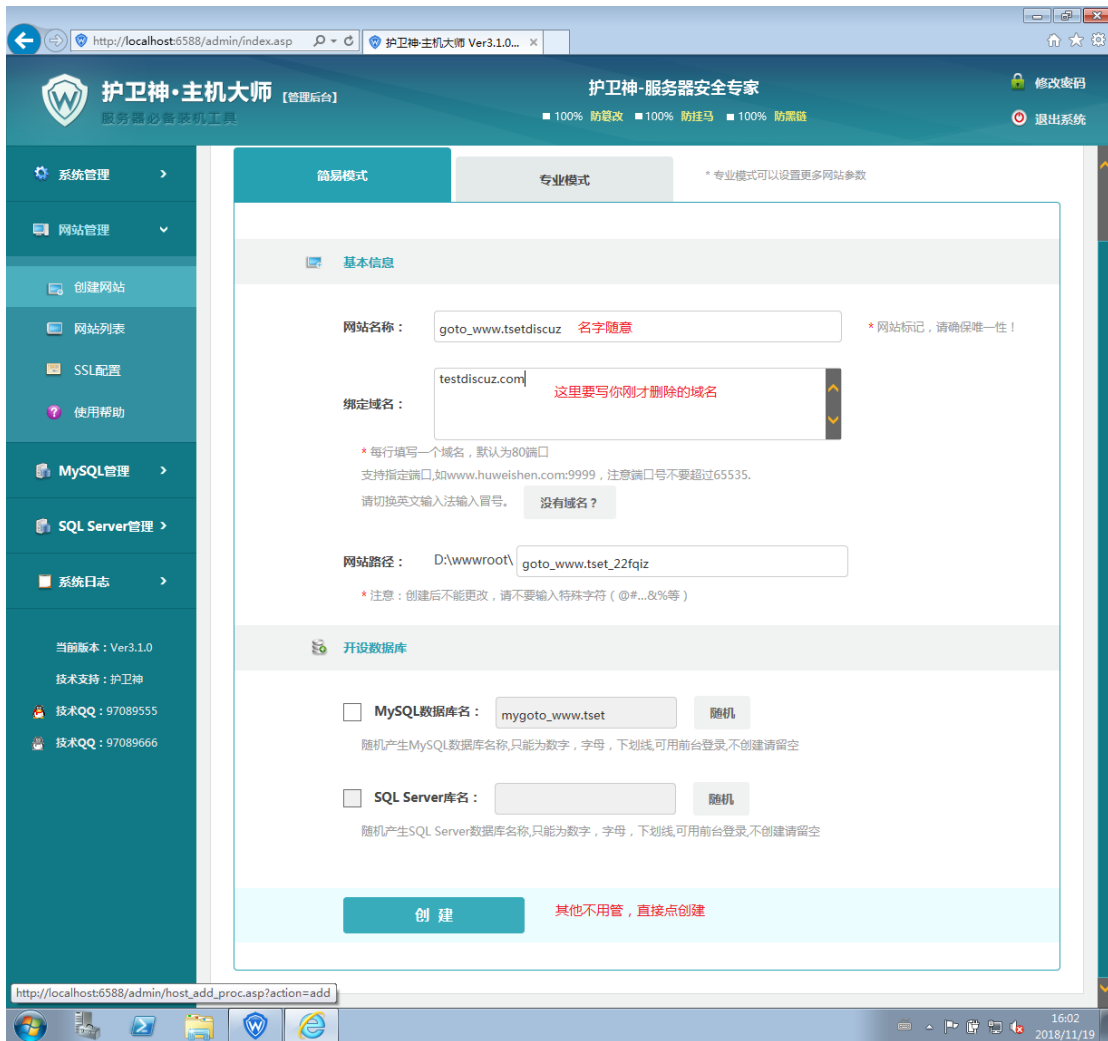 http://localhost:6588/admin/index.asp
护卫神·主机大师 Ver3.1.0...
护卫神·主机大师 【管理后台】
服务器必备装机工具
护卫神-服务器安全专家
100% 防篡改 100% 防挂马 100% 防黑链
修改密码
退出系统
系统管理
网站管理
创建网站
网站列表
SSL配置
使用帮助
MySQL管理
SQL Server管理
系统日志
当前版本：Ver3.1.0
技术支持：护卫神
技术QQ：97089555
技术QQ：97089666
简易模式
专业模式
* 专业模式可以设置更多网站参数
基本信息
网站名称： goto_www.tsetdiscuz 名字随意 * 网站标记，请确保唯一性！
绑定域名： testdiscuz.com 这里要写你刚才删除的域名
* 每行填写一个域名，默认为80端口
支持指定端口,如www.huweishen.com:9999，注意端口号不要超过65535.
请切换英文输入法输入冒号。 没有域名？
网站路径： D:\wwwroot\ goto_www.tset_22fqiz
* 注意：创建后不能更改，请不要输入特殊字符（@#...&%等）
开设数据库
MySQL数据库名： mygoto_www.tset 随机
随机产生MySQL数据库名称,只能为数字，字母，下划线,可用前台登录,不创建请留空
SQL Server库名： 随机
随机产生SQL Server数据库名称,只能为数字，字母，下划线,可用前台登录,不创建请留空
创 建 其他不用管，直接点创建
http://localhost:6588/admin/host_add_proc.asp?action=add
16:02
2018/11/19